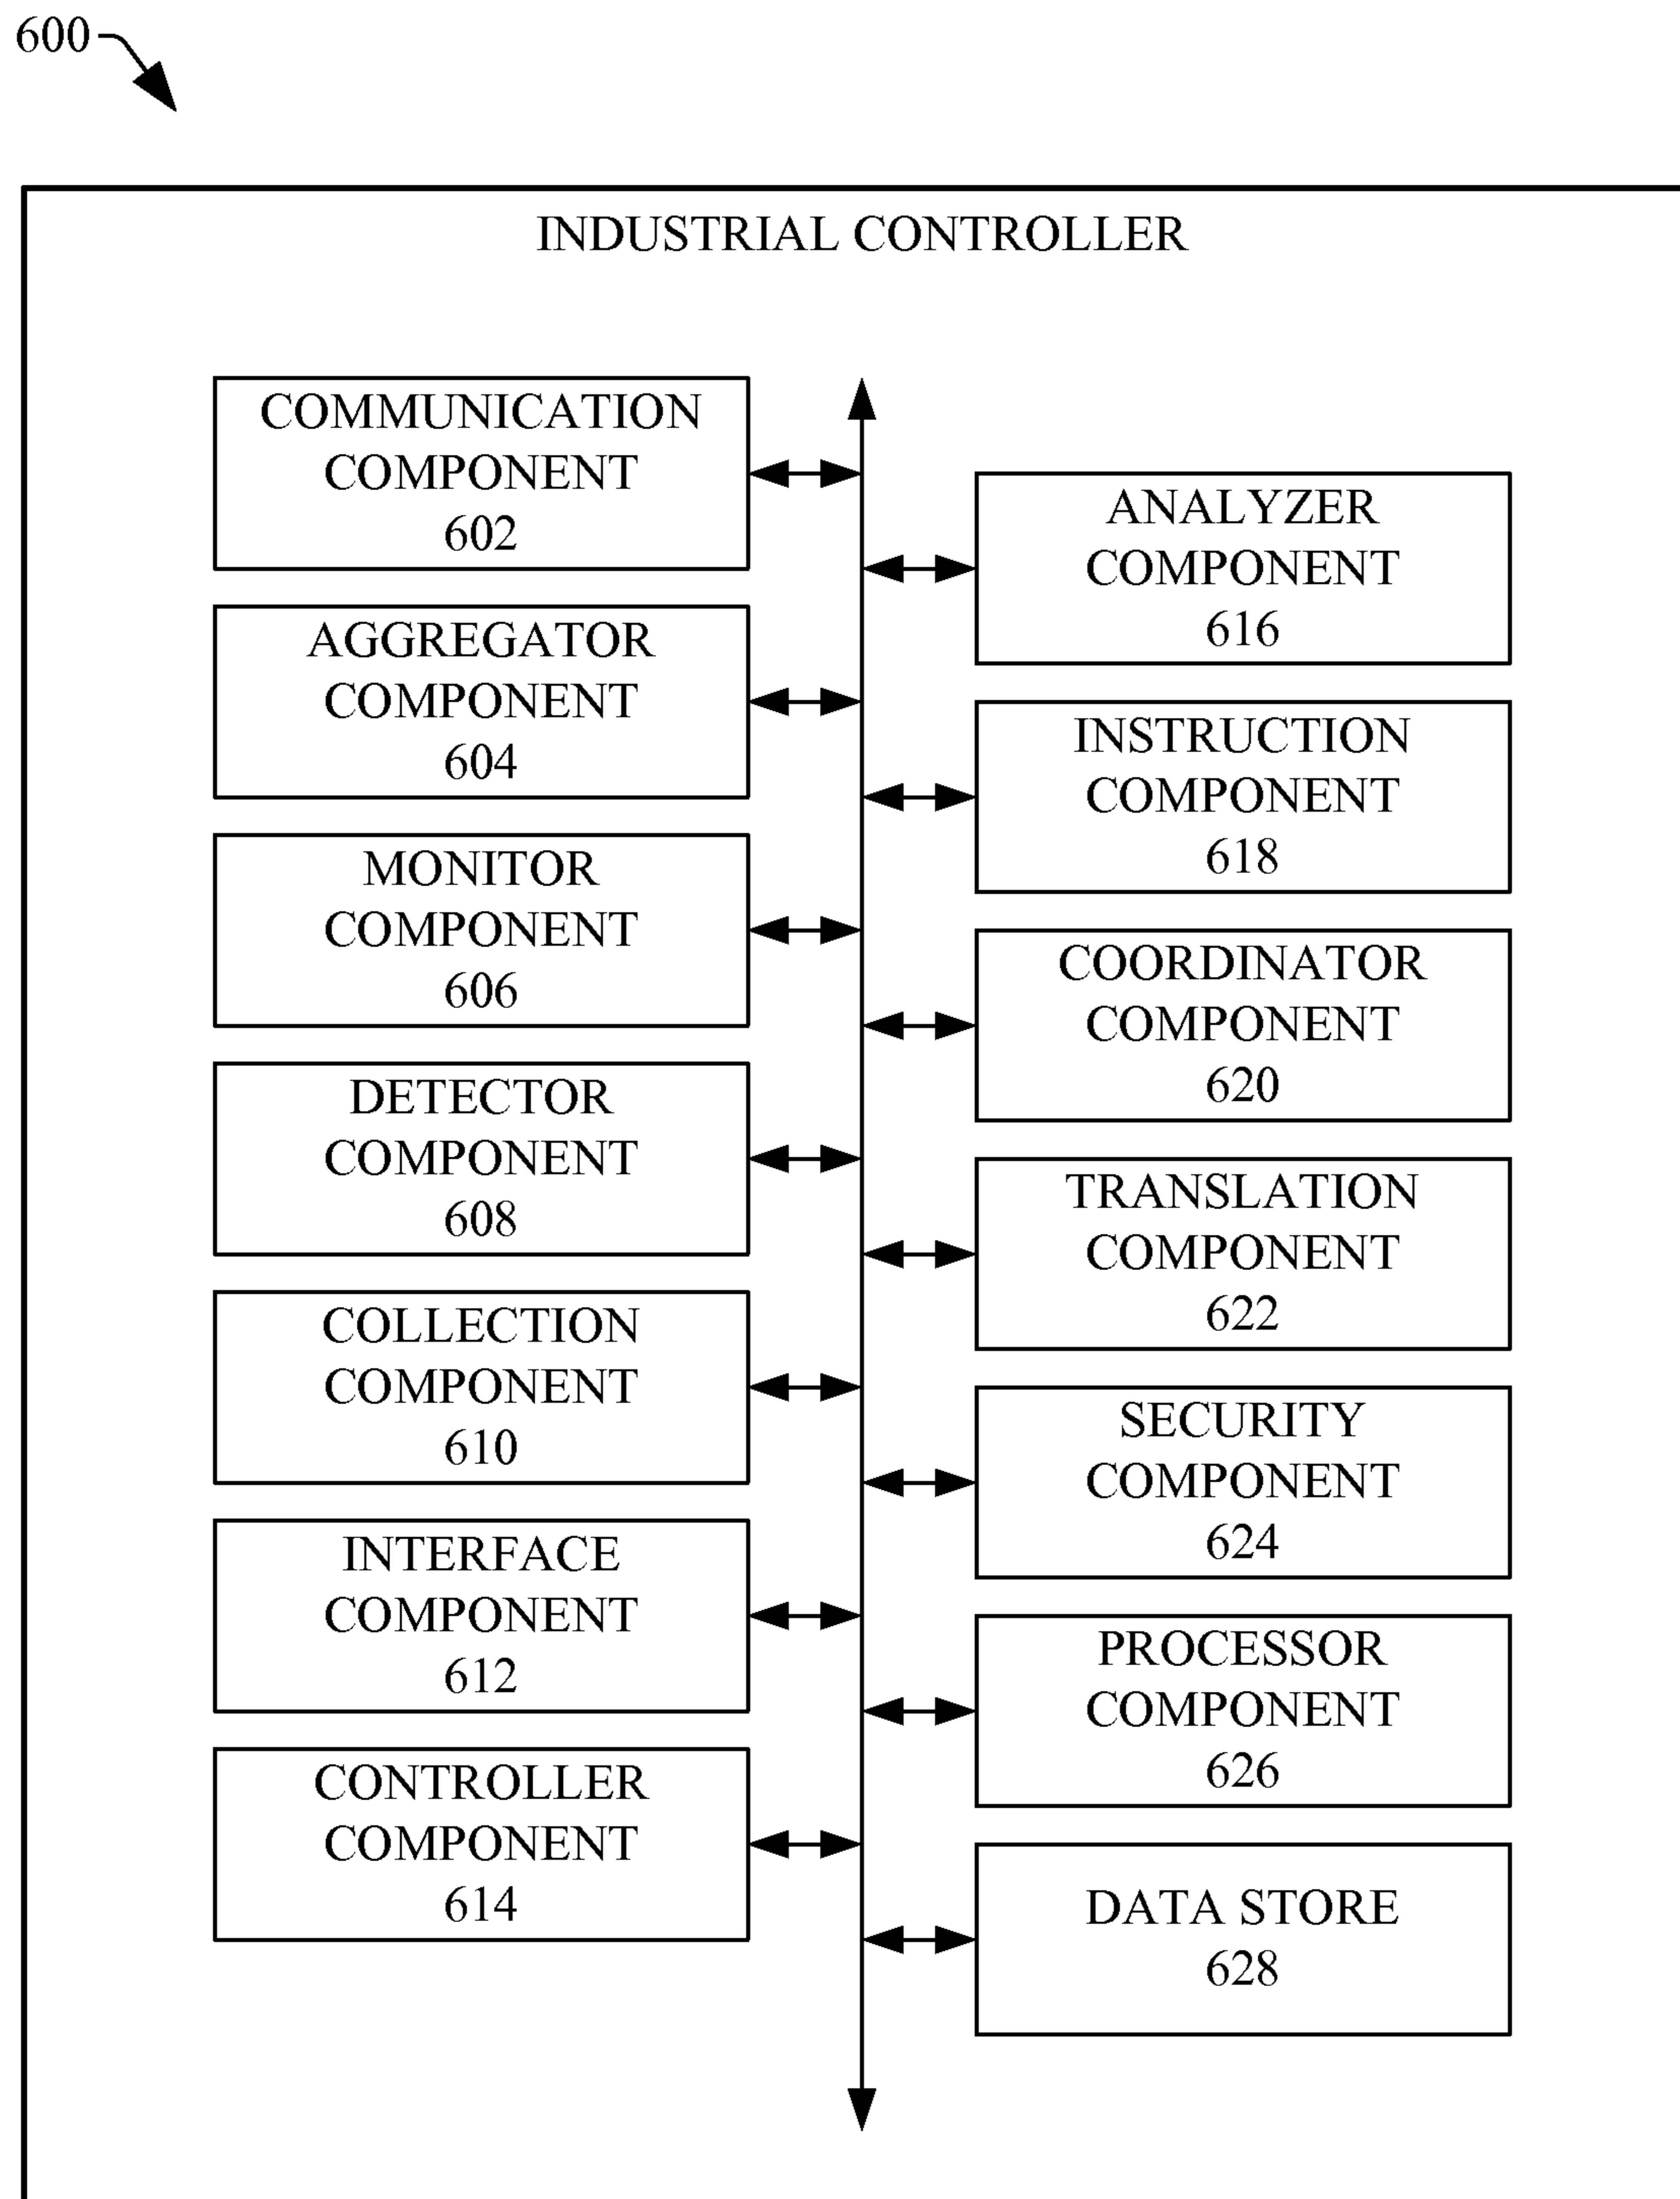 600
INDUSTRIAL CONTROLLER
COMMUNICATION
COMPONENT
602
AGGREGATOR
COMPONENT
604
MONITOR
COMPONENT
606
DETECTOR
COMPONENT
608
COLLECTION
COMPONENT
610
INTERFACE
COMPONENT
612
CONTROLLER
COMPONENT
614
ANALYZER
COMPONENT
616
INSTRUCTION
COMPONENT
618
COORDINATOR
COMPONENT
620
TRANSLATION
COMPONENT
622
SECURITY
COMPONENT
624
PROCESSOR
COMPONENT
626
DATA STORE
628